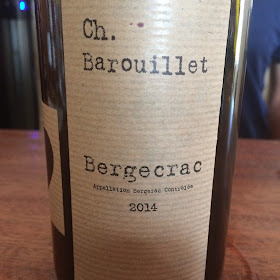 Ch.
Barouillet
Bergecrac
Appellation Bergerac Contrôlée
2014